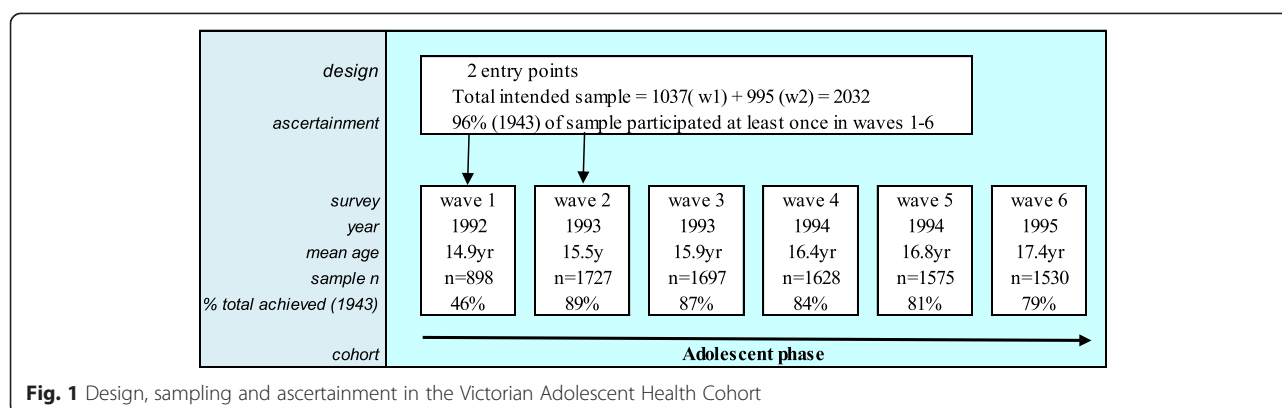 design 2 entry points
Total intended sample = 1037( w1) + 995 (w2) = 2032
ascertainment 96% (1943) of sample participated at least once in waves 1-6
survey wave 1 wave 2 wave 3 wave 4 wave 5 wave 6
year 1992 1993 1993 1994 1994 1995
mean age 14.9yr 15.5y 15.9yr 16.4yr 16.8yr 17.4yr
sample n n=898 n=1727 n=1697 n=1628 n=1575 n=1530
% total achieved (1943) 46% 89% 87% 84% 81% 79%
cohort Adolescent phase
Fig. 1 Design, sampling and ascertainment in the Victorian Adolescent Health Cohort